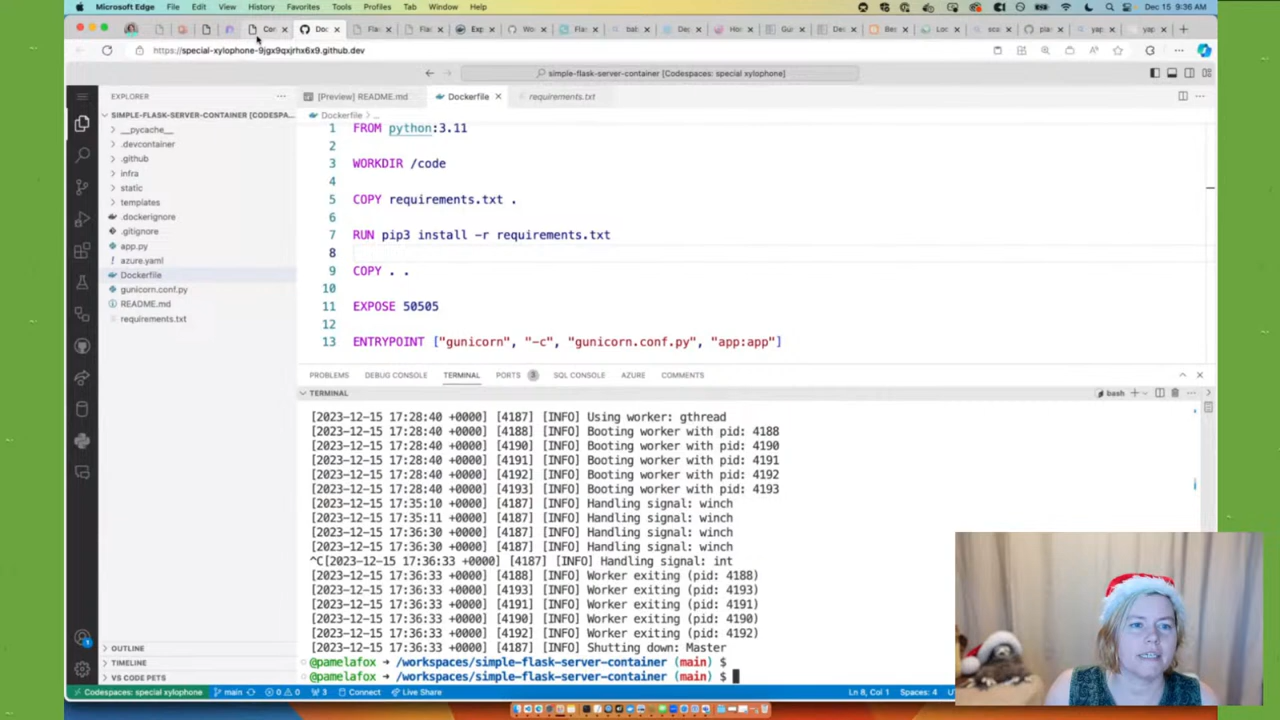 Microsoft Edge File Edit View History Favorites Tools Profiles Tab Window Help Dec 15 9:36 AM
Doc
https://special-xylophone-9jgx9qxjrhx6x9.github.dev
simple-flask-server-container [Codespaces: special xylophone]
EXPLORER
SIMPLE-FLASK-SERVER-CONTAINER [CODESPA...
__pycache__
.devcontainer
.github
infra
static
templates
.dockerignore
.gitignore
app.py
azure.yaml
Dockerfile
gunicorn.conf.py
README.md
requirements.txt
OUTLINE
TIMELINE
VS CODE PETS
[Preview] README.md
Dockerfile
requirements.txt
Dockerfile > ...
1 FROM python:3.11
2
3 WORKDIR /code
4
5 COPY requirements.txt .
6
7 RUN pip3 install -r requirements.txt
8
9 COPY . .
10
11 EXPOSE 50505
12
13 ENTRYPOINT ["gunicorn", "-c", "gunicorn.conf.py", "app:app"]
PROBLEMS DEBUG CONSOLE TERMINAL PORTS 3 SQL CONSOLE AZURE COMMENTS
TERMINAL
bash
[2023-12-15 17:28:40 +0000] [4187] [INFO] Using worker: gthread
[2023-12-15 17:28:40 +0000] [4188] [INFO] Booting worker with pid: 4188
[2023-12-15 17:28:40 +0000] [4190] [INFO] Booting worker with pid: 4190
[2023-12-15 17:28:40 +0000] [4191] [INFO] Booting worker with pid: 4191
[2023-12-15 17:28:40 +0000] [4192] [INFO] Booting worker with pid: 4192
[2023-12-15 17:28:40 +0000] [4193] [INFO] Booting worker with pid: 4193
[2023-12-15 17:35:10 +0000] [4187] [INFO] Handling signal: winch
[2023-12-15 17:35:11 +0000] [4187] [INFO] Handling signal: winch
[2023-12-15 17:36:30 +0000] [4187] [INFO] Handling signal: winch
[2023-12-15 17:36:30 +0000] [4187] [INFO] Handling signal: winch
^C[2023-12-15 17:36:33 +0000] [4187] [INFO] Handling signal: int
[2023-12-15 17:36:33 +0000] [4188] [INFO] Worker exiting (pid: 4188)
[2023-12-15 17:36:33 +0000] [4193] [INFO] Worker exiting (pid: 4193)
[2023-12-15 17:36:33 +0000] [4191] [INFO] Worker exiting (pid: 4191)
[2023-12-15 17:36:33 +0000] [4190] [INFO] Worker exiting (pid: 4190)
[2023-12-15 17:36:33 +0000] [4192] [INFO] Worker exiting (pid: 4192)
[2023-12-15 17:36:33 +0000] [4187] [INFO] Shutting down: Master
@pamelafox ➜ /workspaces/simple-flask-server-container (main) $
@pamelafox ➜ /workspaces/simple-flask-server-container (main) $
Codespaces: special xylophone main 0 0 3 Connect Live Share Ln 8, Col 1 Spaces: 4